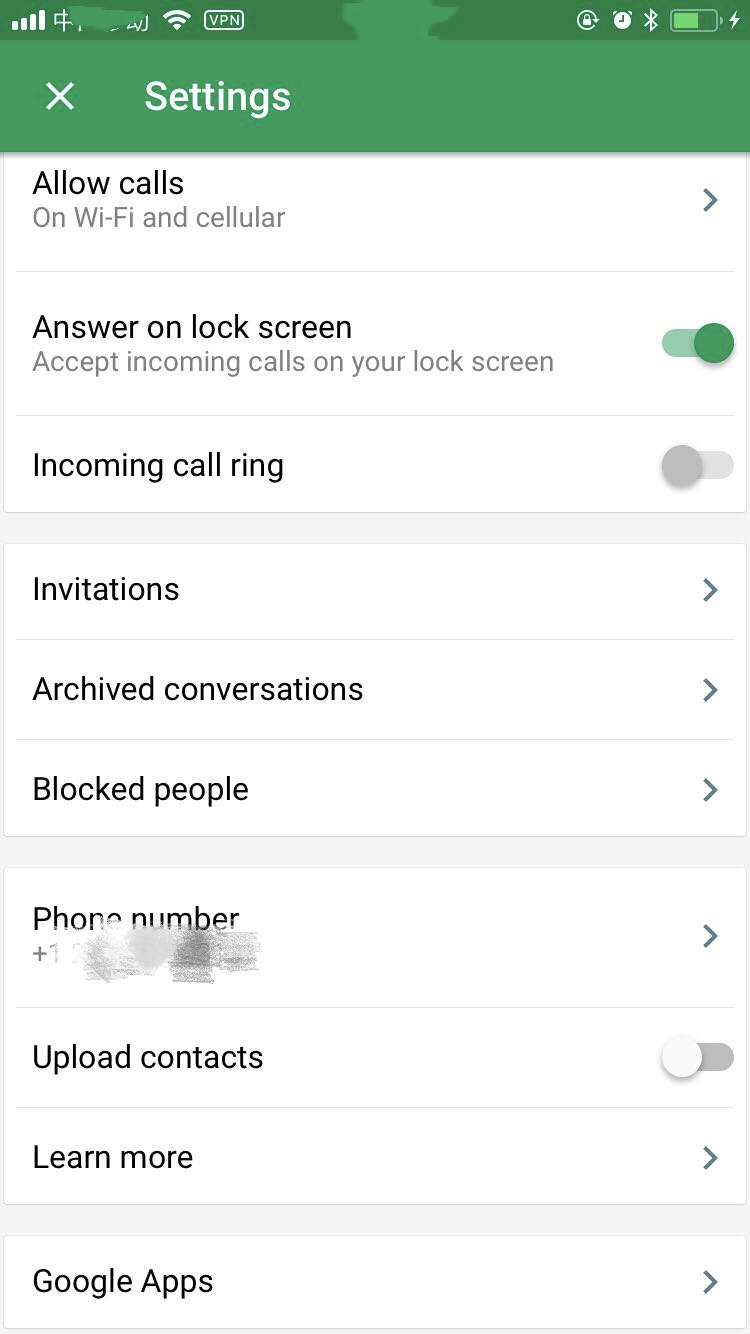 中
VPN
Settings
Allow calls
On Wi-Fi and cellular
Answer on lock screen
Accept incoming calls on your lock screen
Incoming call ring
Invitations
Archived conversations
Blocked people
Phone number
+1
Upload contacts
Learn more
Google Apps